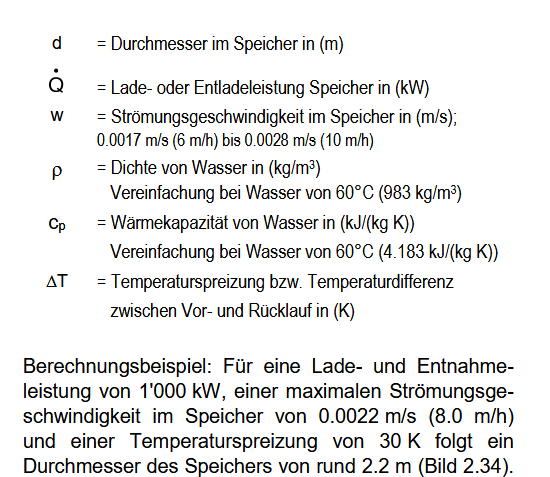 d = Durchmesser im Speicher in (m)
Q̇ = Lade- oder Entladeleistung Speicher in (kW)
w = Strömungsgeschwindigkeit im Speicher in (m/s);
0.0017 m/s (6 m/h) bis 0.0028 m/s (10 m/h)
ρ = Dichte von Wasser in (kg/m³)
Vereinfachung bei Wasser von 60°C (983 kg/m³)
cₚ = Wärmekapazität von Wasser in (kJ/(kg K))
Vereinfachung bei Wasser von 60°C (4.183 kJ/(kg K))
ΔT = Temperaturspreizung bzw. Temperaturdifferenz
zwischen Vor- und Rücklauf in (K)
Berechnungsbeispiel: Für eine Lade- und Entnahme-
leistung von 1'000 kW, einer maximalen Strömungsge-
schwindigkeit im Speicher von 0.0022 m/s (8.0 m/h)
und einer Temperaturspreizung von 30 K folgt ein
Durchmesser des Speichers von rund 2.2 m (Bild 2.34).